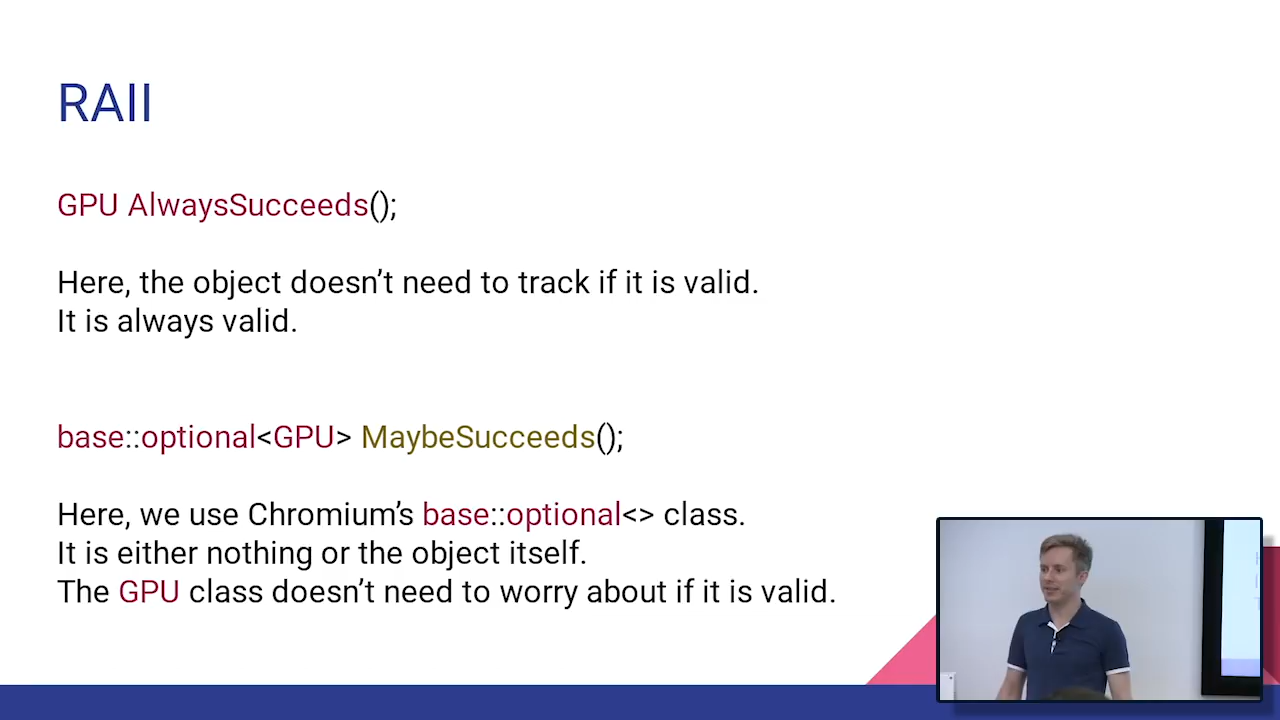 RAII
GPU AlwaysSucceeds();
Here, the object doesn’t need to track if it is valid.
It is always valid.
base::optional<GPU> MaybeSucceeds();
Here, we use Chromium’s base::optional<> class.
It is either nothing or the object itself.
The GPU class doesn’t need to worry about if it is valid.